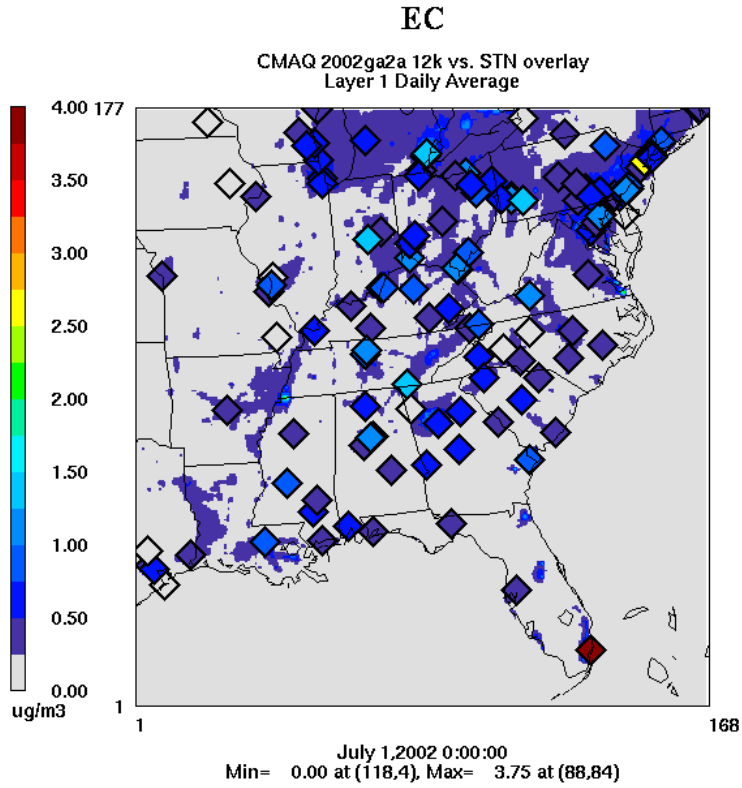 EC
CMAQ 2002ga2a 12k vs. STN overlay
Layer 1 Daily Average
4.00
3.50
3.00
2.50
2.00
1.50
1.00
0.50
0.00
ug/m3
177
1
1
168
July 1,2002 0:00:00
Min= 0.00 at (118,4), Max= 3.75 at (88,84)